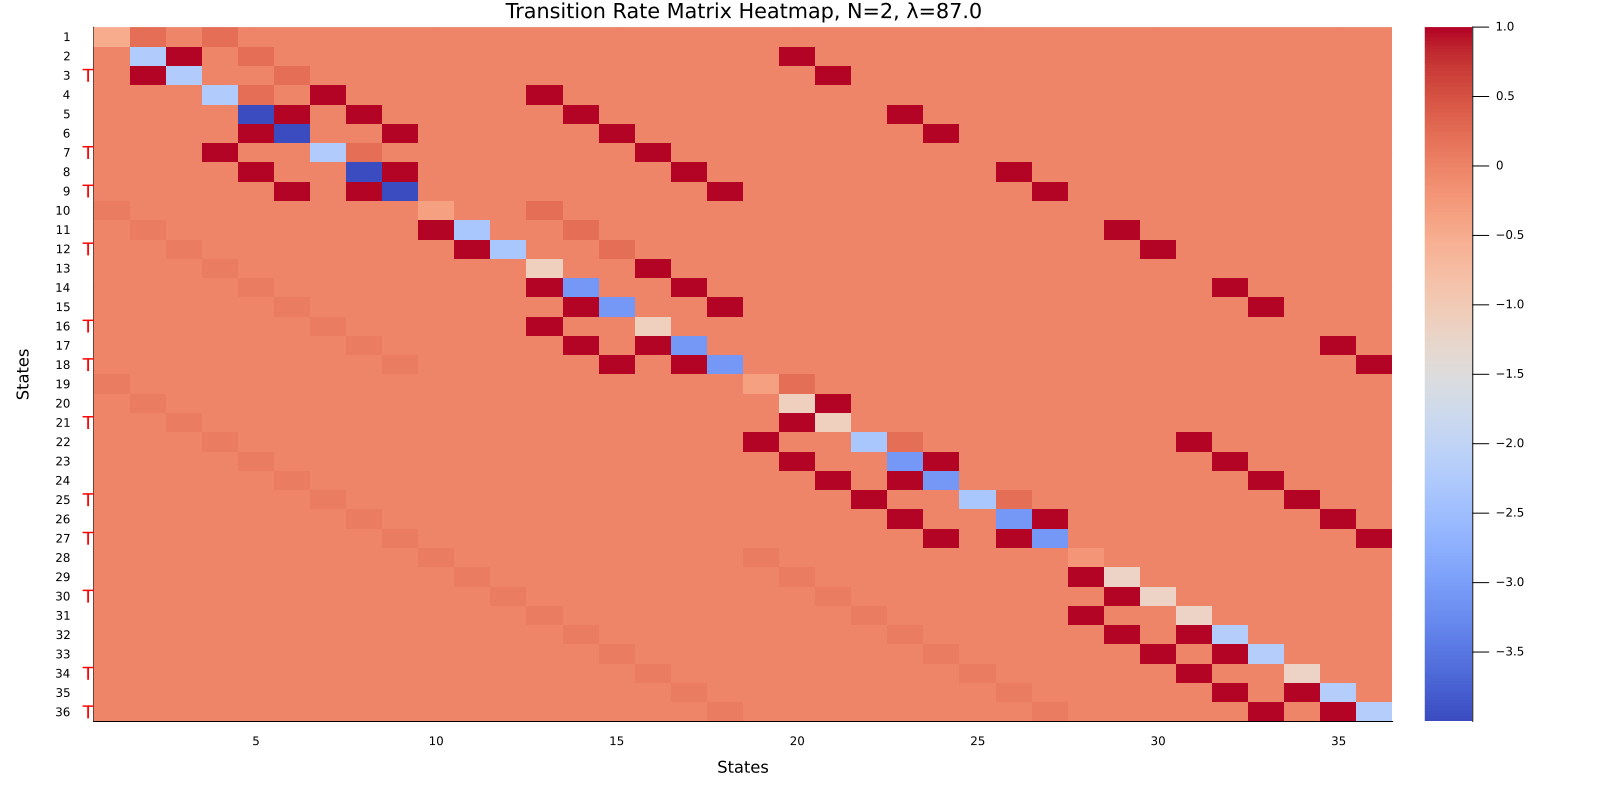 Transition Rate Matrix Heatmap, N=2, λ=87.0
1
2
3 T
4
5
6
7 T
8
9 T
10
11
12 T
13
14
15
16 T
17
18 T
19
20
21 T
22
23
24
25 T
26
27 T
28
29
30 T
31
32
33
34 T
35
36 T
States
5 10 15 20 25 30 35
States
1.0
0.5
0
−0.5
−1.0
−1.5
−2.0
−2.5
−3.0
−3.5